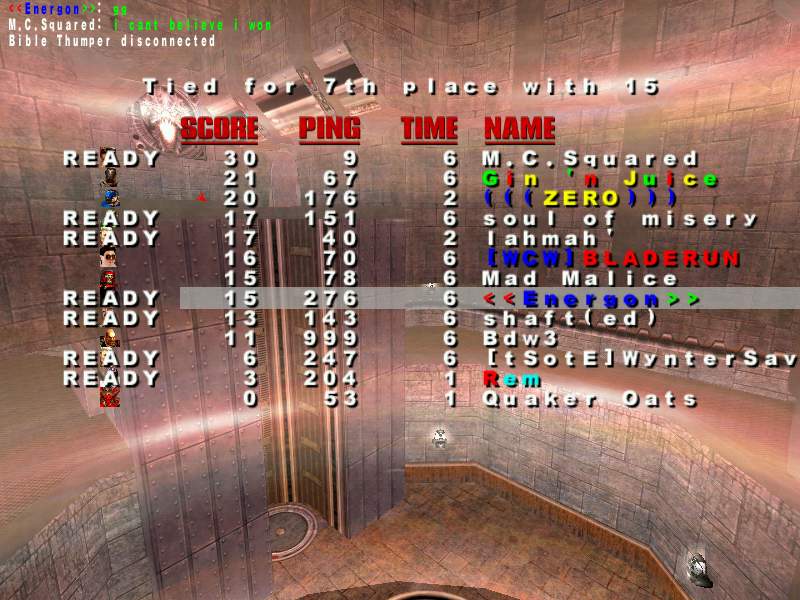 <<Energon>>: gg
M.C.Squared: i cant believe i won
Bible Thumper disconnected
Tied for 7th place with 15
SCORE PING TIME NAME
READY 30 9 6 M.C.Squared
21 67 6 Gin 'n Juice
20 176 2 (((ZERO)))
READY 17 151 6 soul of misery
READY 17 40 2 lahmah'
16 70 6 [WCW]BLADERUN
15 78 6 Mad Malice
READY 15 276 6 <<Energon>>
READY 13 143 6 shaft(ed)
11 999 6 Bdw3
READY 6 247 6 [tSotE]WynterSav
READY 3 204 1 Rem
0 53 1 Quaker Oats